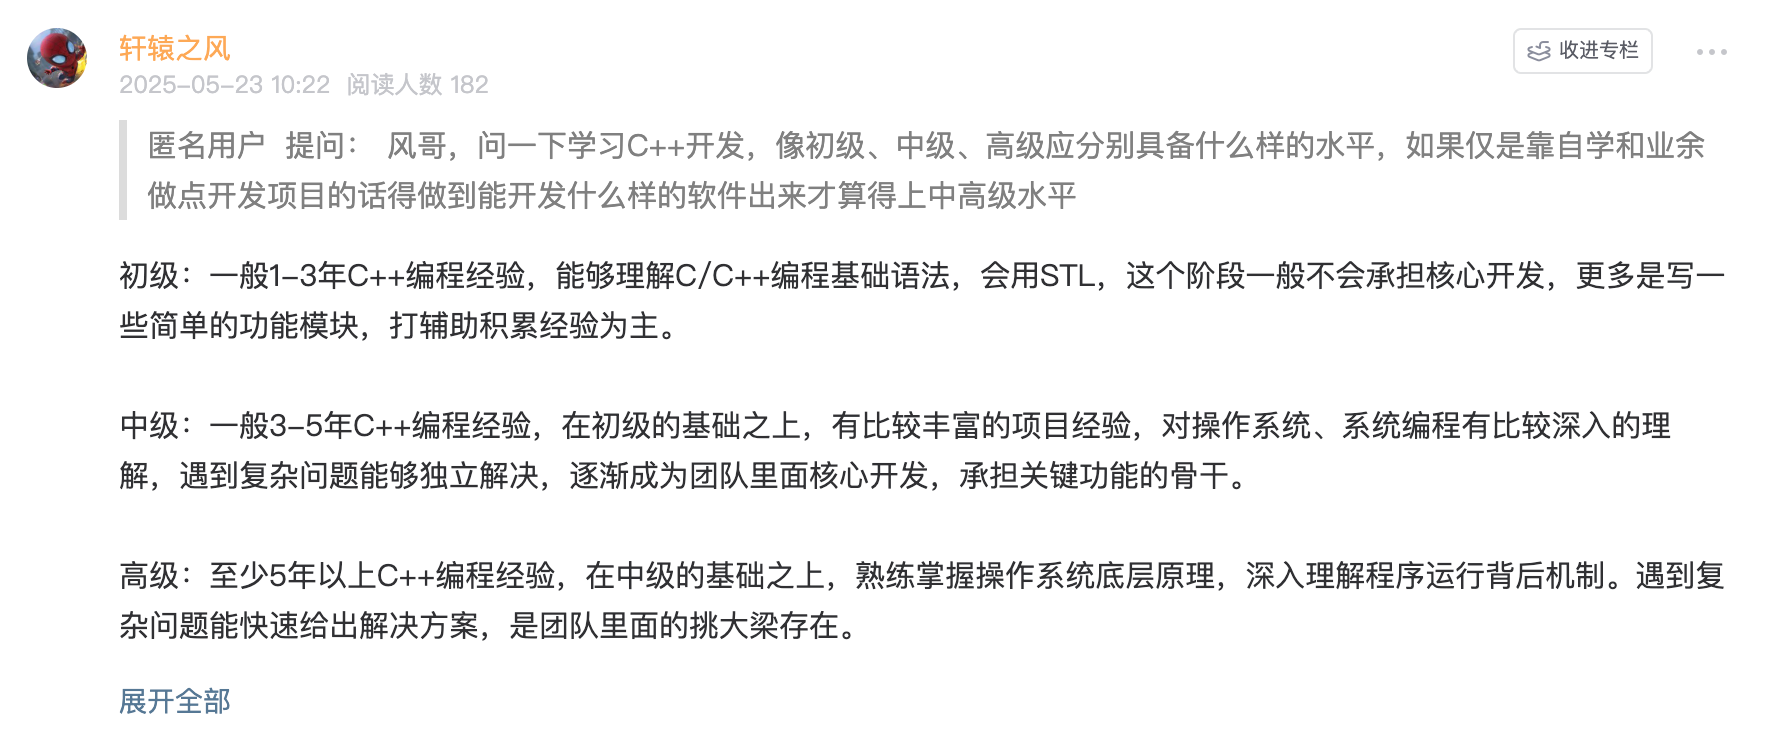 轩辕之风
收进专栏
2025-05-23 10:22 阅读人数 182
匿名用户 提问： 风哥，问一下学习C++开发，像初级、中级、高级应分别具备什么样的水平，如果仅是靠自学和业余
做点开发项目的话得做到能开发什么样的软件出来才算得上中高级水平
初级：一般1-3年C++编程经验，能够理解C/C++编程基础语法，会用STL，这个阶段一般不会承担核心开发，更多是写一
些简单的功能模块，打辅助积累经验为主。
中级：一般3-5年C++编程经验，在初级的基础之上，有比较丰富的项目经验，对操作系统、系统编程有比较深入的理
解，遇到复杂问题能够独立解决，逐渐成为团队里面核心开发，承担关键功能的骨干。
高级：至少5年以上C++编程经验，在中级的基础之上，熟练掌握操作系统底层原理，深入理解程序运行背后机制。遇到复
杂问题能快速给出解决方案，是团队里面的挑大梁存在。
展开全部